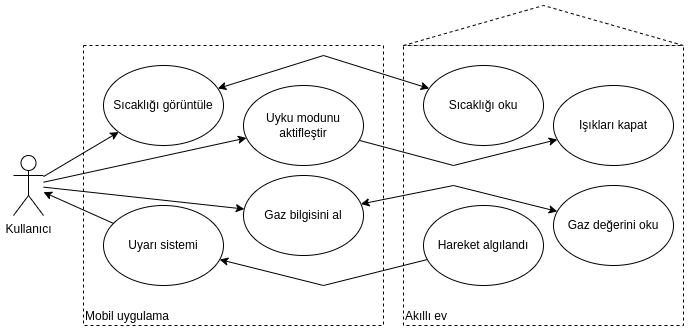 Sıcaklığı görüntüle
Uyku modunu
aktifleştir
Sıcaklığı oku
Işıkları kapat
Kullanıcı
Gaz bilgisini al
Uyarı sistemi
Hareket algılandı
Gaz değerini oku
Mobil uygulama
Akıllı ev